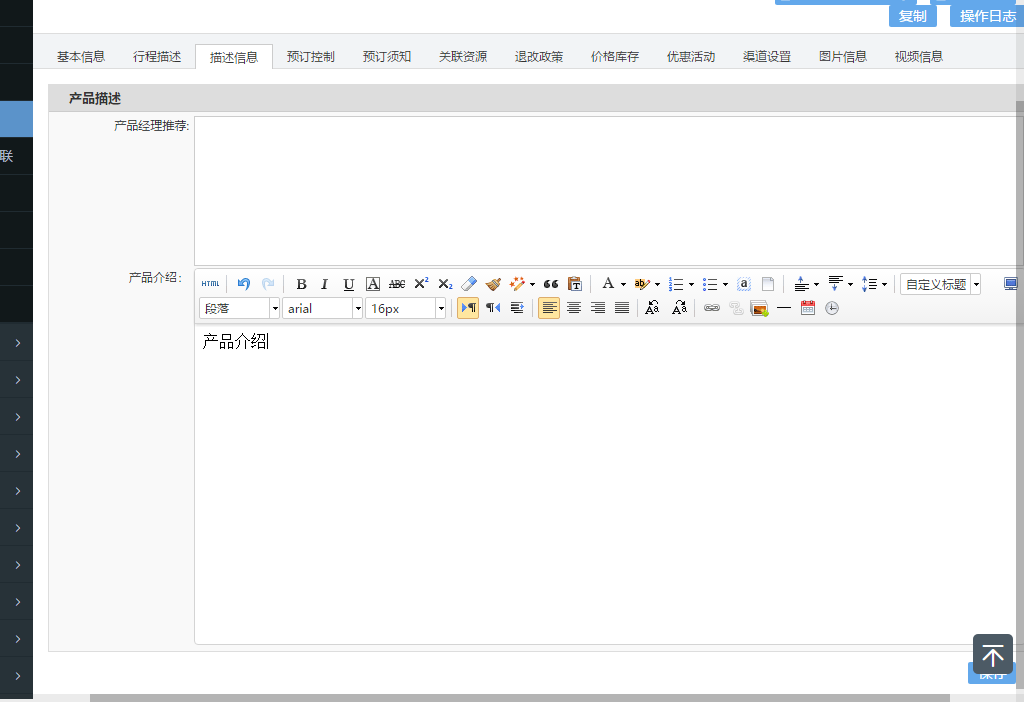 复制 操作日志
基本信息 行程描述 描述信息 预订控制 预订须知 关联资源 退改政策 价格库存 优惠活动 渠道设置 图片信息 视频信息
产品描述
联
产品经理推荐:
产品介绍:
HTML B I U A ABC X² X₂ A ab a 自定义标题
段落 arial 16px
产品介绍
保存